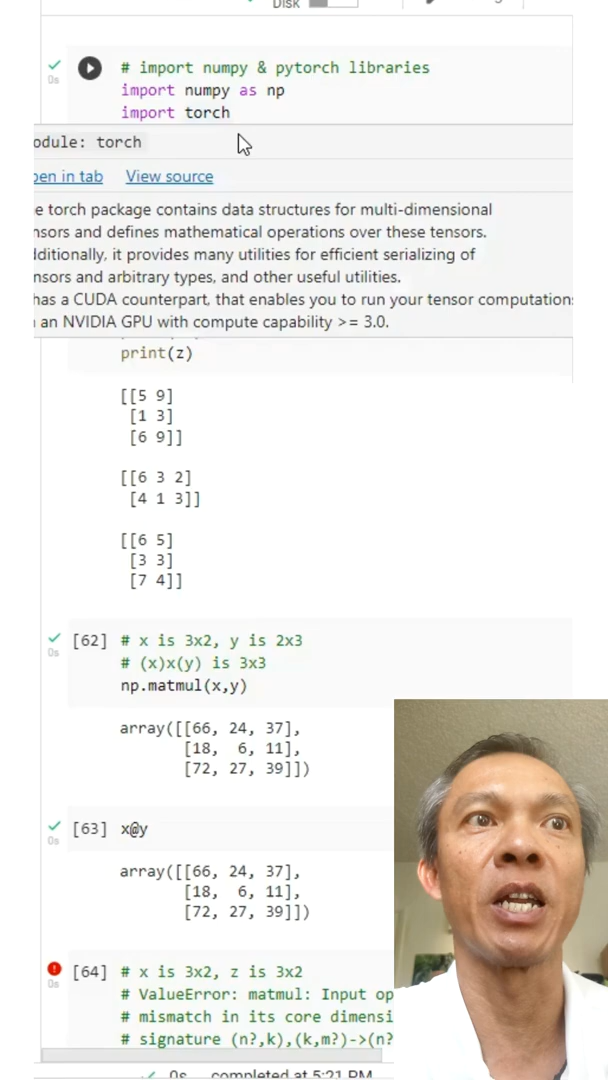 Disk
0s
# import numpy & pytorch libraries
import numpy as np
import torch
odule: torch
pen in tab View source
e torch package contains data structures for multi-dimensional
nsors and defines mathematical operations over these tensors.
dditionally, it provides many utilities for efficient serializing of
nsors and arbitrary types, and other useful utilities.
has a CUDA counterpart, that enables you to run your tensor computation
an NVIDIA GPU with compute capability >= 3.0.
print(z)
[[5 9]
[1 3]
[6 9]]
[[6 3 2]
[4 1 3]]
[[6 5]
[3 3]
[7 4]]
[62] # x is 3x2, y is 2x3
0s # (x)x(y) is 3x3
np.matmul(x,y)
array([[66, 24, 37],
[18, 6, 11],
[72, 27, 39]])
[63] x@y
0s
array([[66, 24, 37],
[18, 6, 11],
[72, 27, 39]])
[64] # x is 3x2, z is 3x2
0s # ValueError: matmul: Input op
# mismatch in its core dimensi
# signature (n?,k),(k,m?)->(n?
0s completed at 5:21 PM